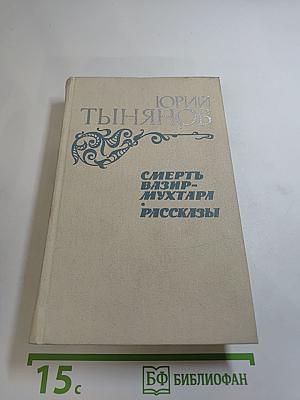 ЮРИЙ
ТЫНЯНОВ
СМЕРТЬ
ВАЗИР-
МУХТАРА
•
РАССКАЗЫ
15с
БФ БИБЛИОФАН